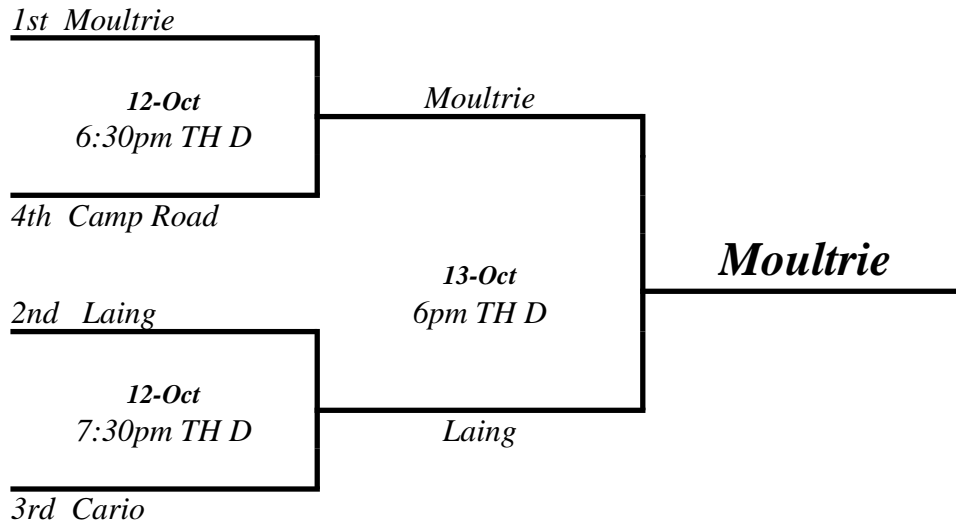 1st Moultrie
12-Oct
6:30pm TH D
4th Camp Road
Moultrie
2nd Laing
12-Oct
7:30pm TH D
3rd Cario
13-Oct
6pm TH D
Laing
Moultrie